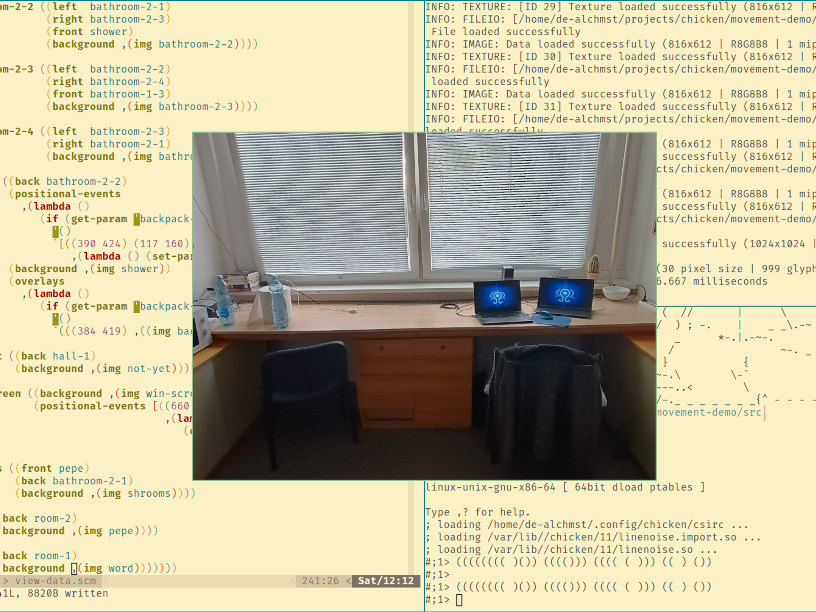 om-2-2 ((left  bathroom-2-1)
(right bathroom-2-3)
(front shower)
(background ,(img bathroom-2-2))))
om-2-3 ((left  bathroom-2-2)
(right bathroom-2-4)
(front bathroom-1-3)
(background ,(img bathroom-2-3))))
om-2-4 ((left  bathroom-2-3)
(right bathroom-2-1)
(background ,(img bathr
((back bathroom-2-2)
(positional-events
,(lambda ()
(if (get-param 'backpack-
'()
`[((390 424) (117 160)
,(lambda () (set-par
(background ,(img shower))
(overlays
,(lambda ()
(if (get-param 'backpack-
'()
`(((384 419) ,((img ba
((back hall-1)
(background ,(img not-yet)))
reen ((background ,(img win-scr
(positional-events [((660
,(lam
(
s ((front pepe)
(back bathroom-2-1)
(background ,(img shrooms))))
(back room-2)
background ,(img pepe))))
(back room-1)
background ,(img word)))))))
> view-data.scm
241:26 < Sat/12:12
41L, 8820B written
INFO: TEXTURE: [ID 29] Texture loaded successfully (816x612 | R
INFO: FILEIO: [/home/de-alchmst/projects/chicken/movement-demo/
File loaded successfully
INFO: IMAGE: Data loaded successfully (816x612 | R8G8B8 | 1 mip
INFO: TEXTURE: [ID 30] Texture loaded successfully (816x612 | R
INFO: FILEIO: [/home/de-alchmst/projects/chicken/movement-demo/
loaded successfully
INFO: IMAGE: Data loaded successfully (816x612 | R8G8B8 | 1 mip
INFO: TEXTURE: [ID 31] Texture loaded successfully (816x612 | R
INFO: FILEIO: [/home/de-alchmst/projects/chicken/movement-demo/
loaded successfully
(816x612 | R8G8B8 | 1 mip
successfully (816x612 | R
cts/chicken/movement-demo/
(816x612 | R8G8B8 | 1 mip
successfully (816x612 | R
cts/chicken/movement-demo/
successfully (1024x1024 |
(30 pixel size | 999 glyph
6.667 milliseconds
movement-demo/src
linux-unix-gnu-x86-64 [ 64bit dload ptables ]
Type ,? for help.
; loading /home/de-alchmst/.config/chicken/csirc ...
; loading /var/lib//chicken/11/linenoise.import.so ...
; loading /var/lib//chicken/11/linenoise.so ...
#;1> (((((((( )()) (((())) (((( ( ))) (( ) ())
#;1>
#;1> (((((((( )()) (((())) (((( ( ))) (( ) ())
#;1>